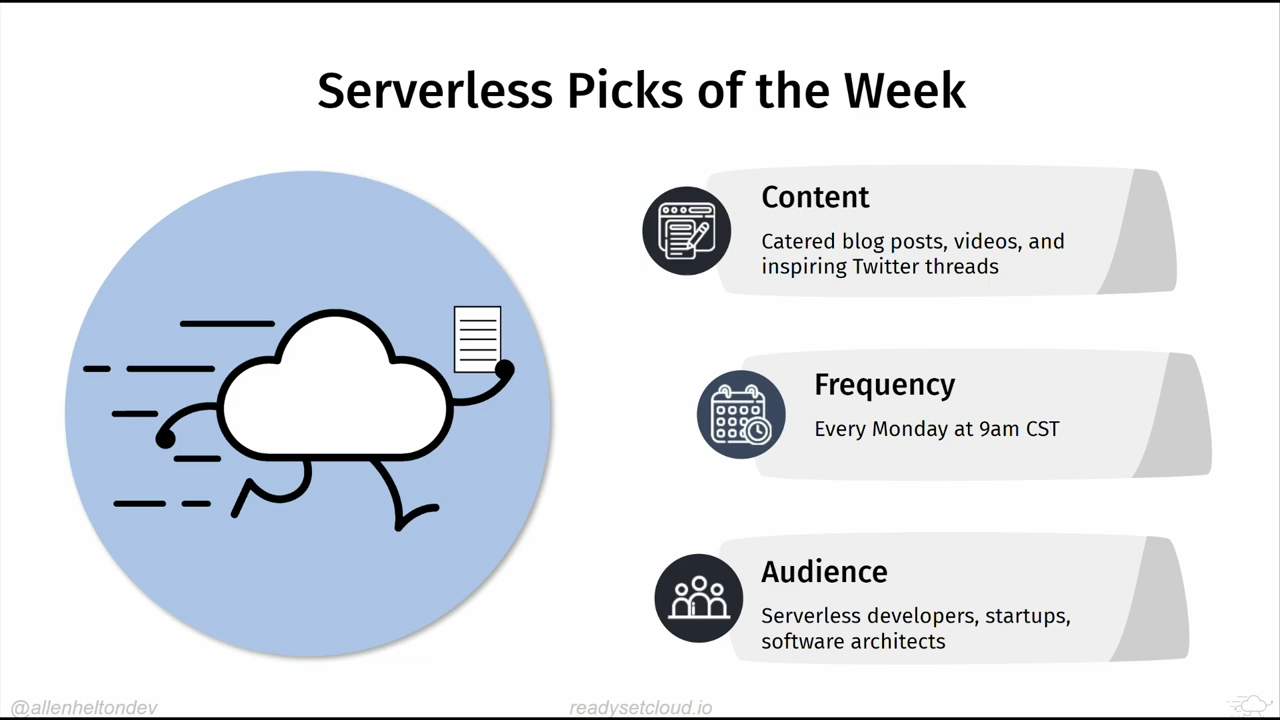 Serverless Picks of the Week
Content
Catered blog posts, videos, and
inspiring Twitter threads
Frequency
Every Monday at 9am CST
Audience
Serverless developers, startups,
software architects
@allenheltondev
readysetcloud.io